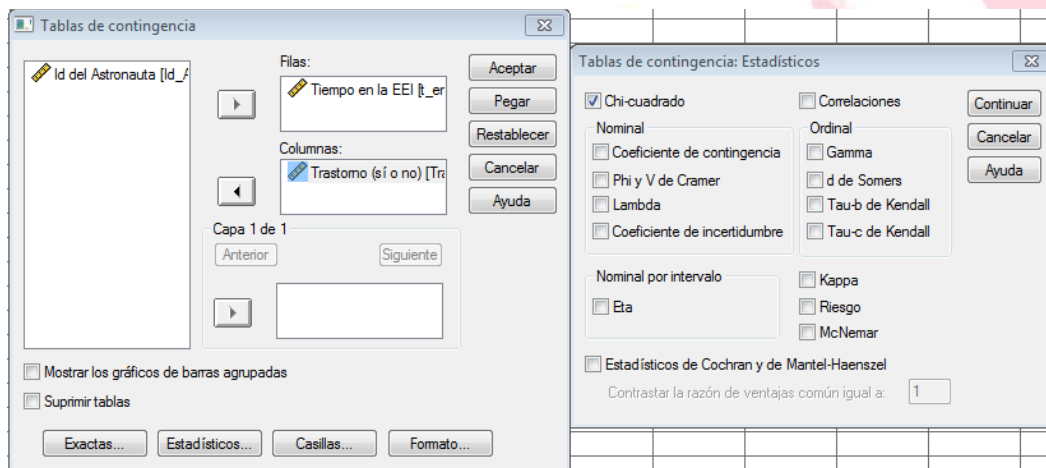 Tablas de contingencia
Id del Astronauta [Id_A
Filas:
Tiempo en la EEI [t_er
Columnas:
Trastorno (sí o no) [Tra
Capa 1 de 1
Anterior
Siguiente
Aceptar
Pegar
Restablecer
Cancelar
Ayuda
Mostrar los gráficos de barras agrupadas
Suprimir tablas
Exactas...
Estadísticos...
Casillas...
Formato...
Tablas de contingencia: Estadísticos
Chi-cuadrado
Correlaciones
Nominal
Coeficiente de contingencia
Phi y V de Cramer
Lambda
Coeficiente de incertidumbre
Ordinal
Gamma
d de Somers
Tau-b de Kendall
Tau-c de Kendall
Nominal por intervalo
Eta
Kappa
Riesgo
McNemar
Estadísticos de Cochran y de Mantel-Haenszel
Contrastar la razón de ventajas común igual a: 1
Continuar
Cancelar
Ayuda